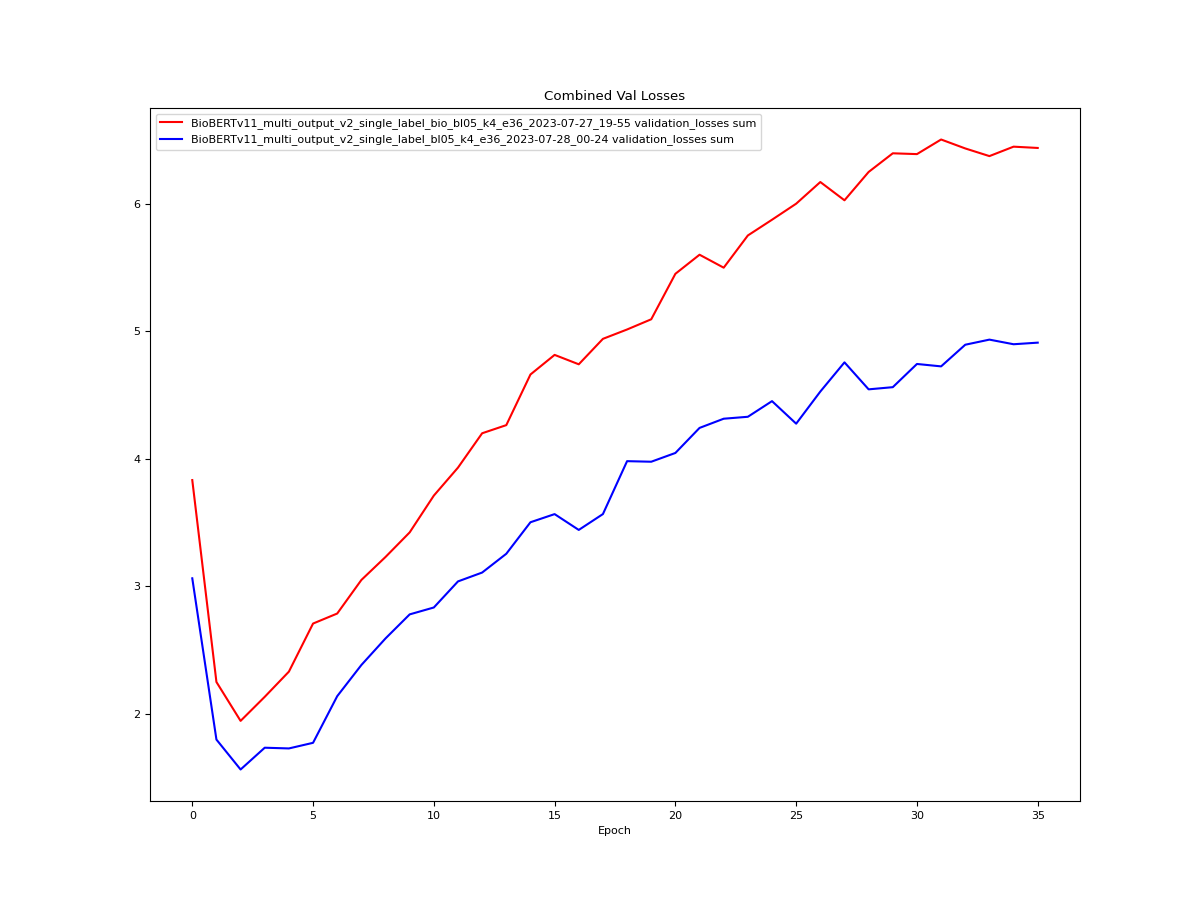 Combined Val Losses
BioBERTv11_multi_output_v2_single_label_bio_bl05_k4_e36_2023-07-27_19-55 validation_losses sum
BioBERTv11_multi_output_v2_single_label_bl05_k4_e36_2023-07-28_00-24 validation_losses sum
6
5
4
3
2
0 5 10 15 20 25 30 35
Epoch